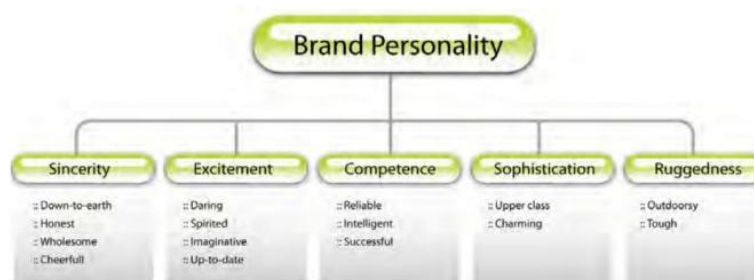 Brand Personality
Sincerity
:: Down-to-earth
:: Honest
:: Wholesome
:: Cheerfull
Excitement
:: Daring
:: Spirited
:: Imaginative
:: Up-to-date
Competence
:: Reliable
:: Intelligent
:: Successful
Sophistication
:: Upper class
:: Charming
Ruggedness
:: Outdoorsy
:: Tough